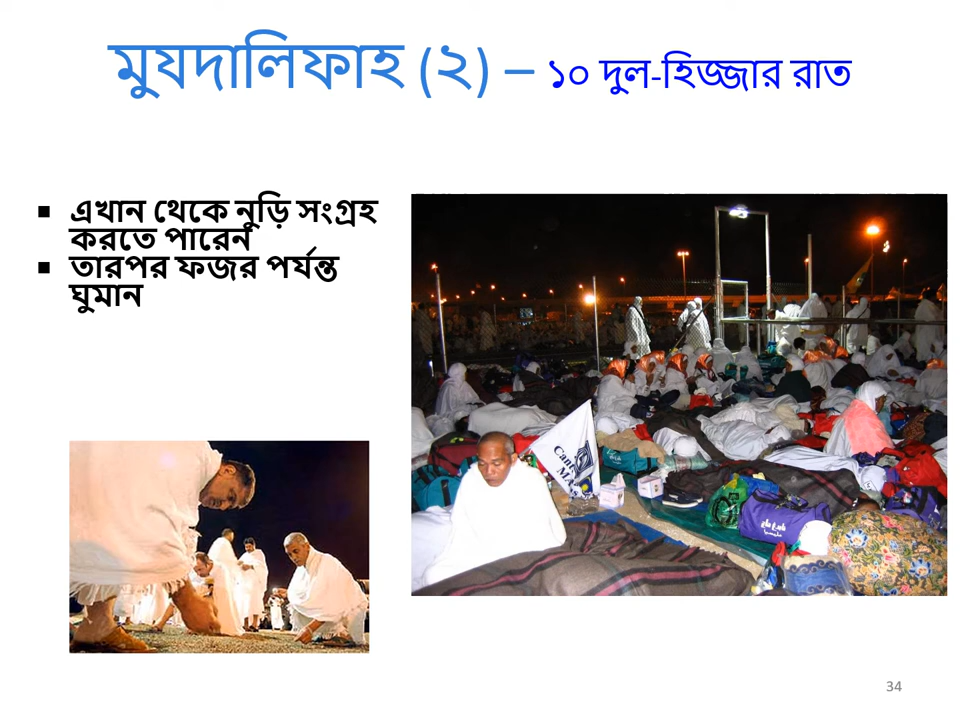 মুযদালিফাহ (২) – ১০ দুল-হিজ্জার রাত
▪ এখান থেকে নুড়ি সংগ্রহ
করতে পারেন
▪ তারপর ফজর পর্যন্ত
ঘুমান
34